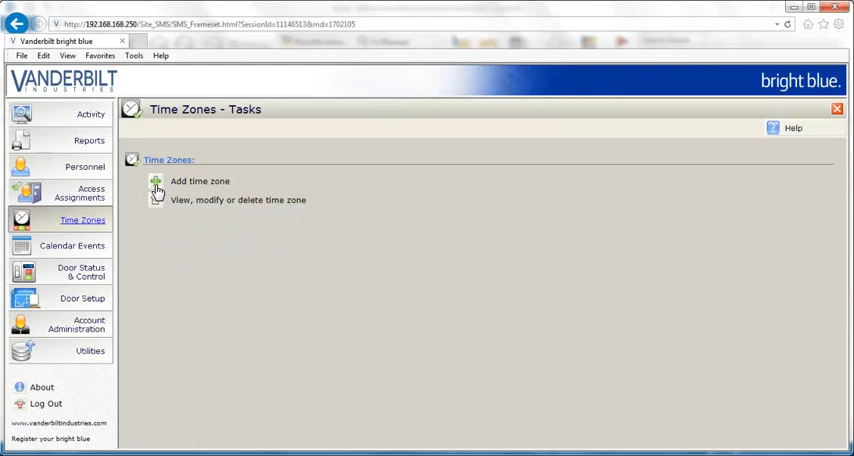 http://192.168.168.250/Site_SMS/SMS_Frameset.html?SessionId=11146513&rnd=1702105
Vanderbilt bright blue
File Edit View Favorites Tools Help
VANDERBILT
INDUSTRIES
bright blue.
Activity
Reports
Personnel
Access
Assignments
Time Zones
Calendar Events
Door Status
& Control
Door Setup
Account
Administration
Utilities
About
Log Out
www.vanderbiltindustries.com
Register your bright blue
Time Zones - Tasks
Help
Time Zones:
Add time zone
View, modify or delete time zone